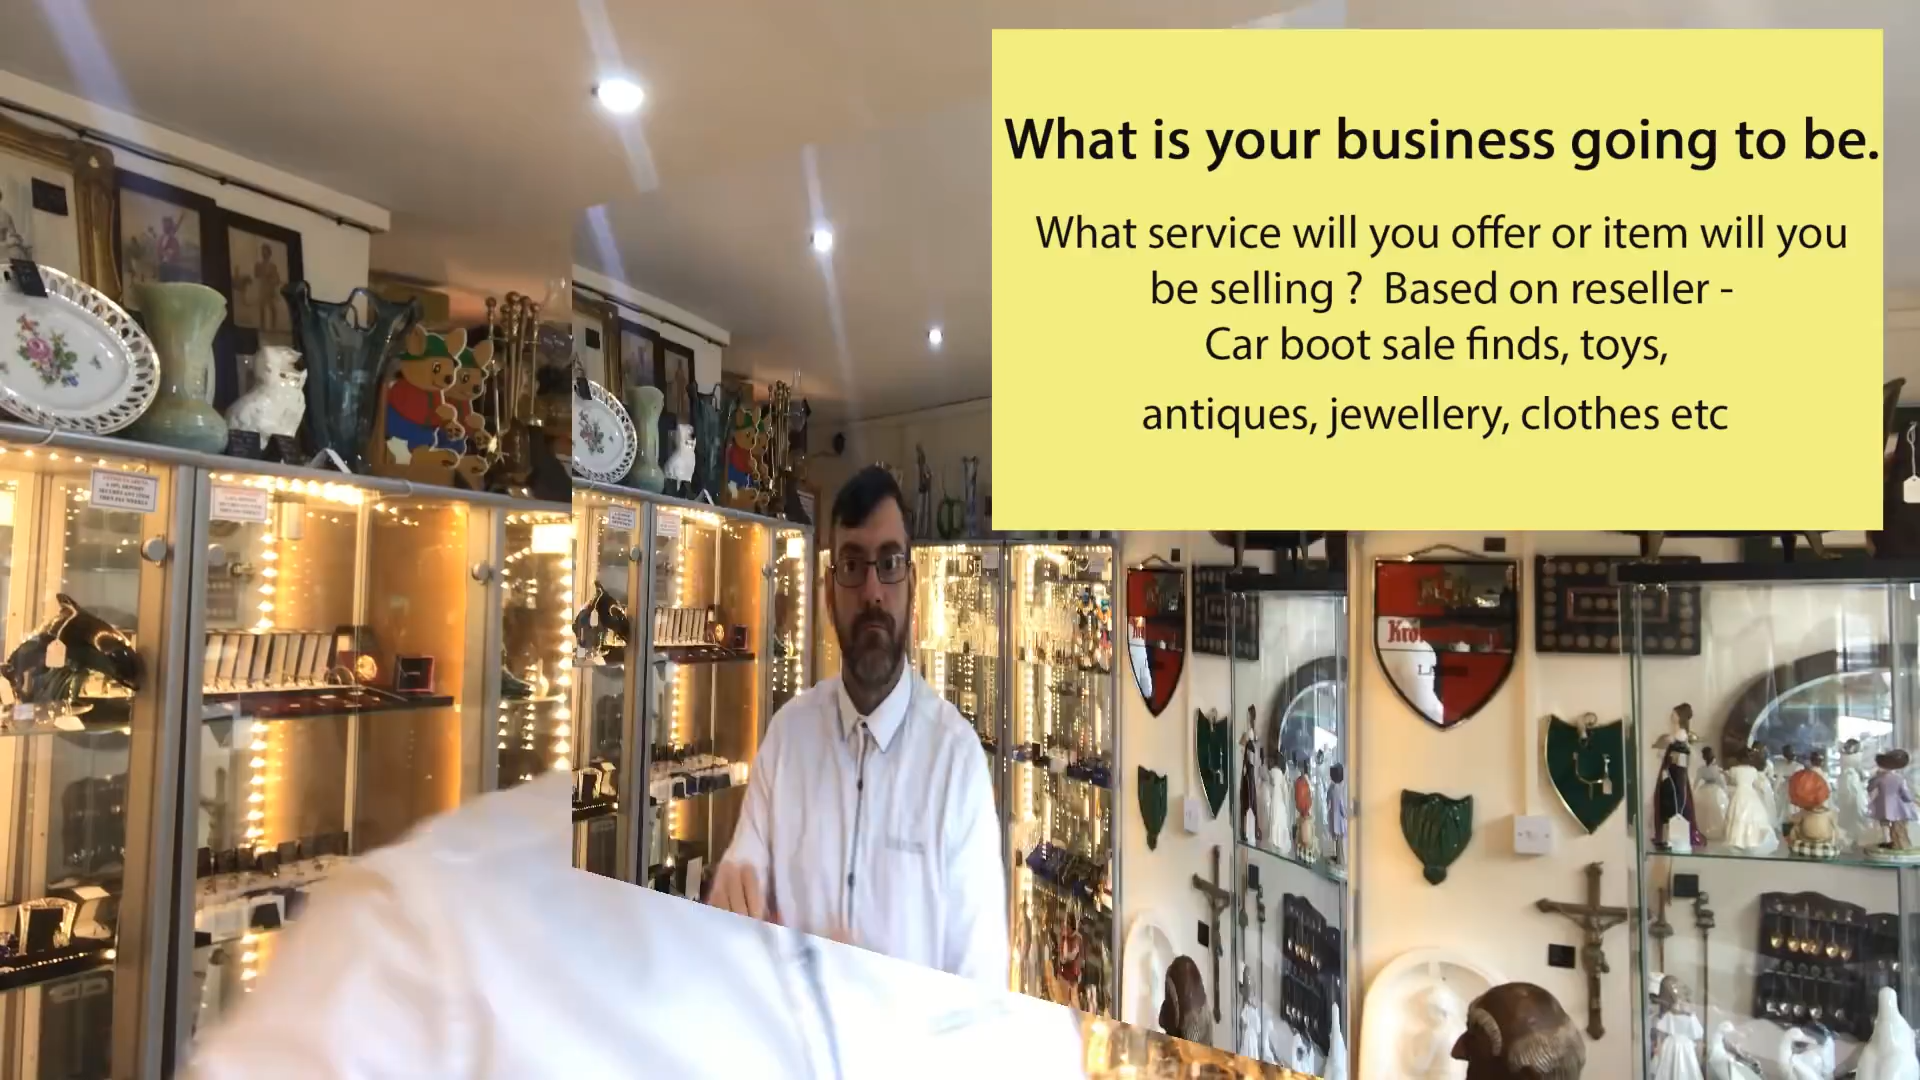 What is your business going to be.
What service will you offer or item will you
be selling ? Based on reseller -
Car boot sale finds, toys,
antiques, jewellery, clothes etc